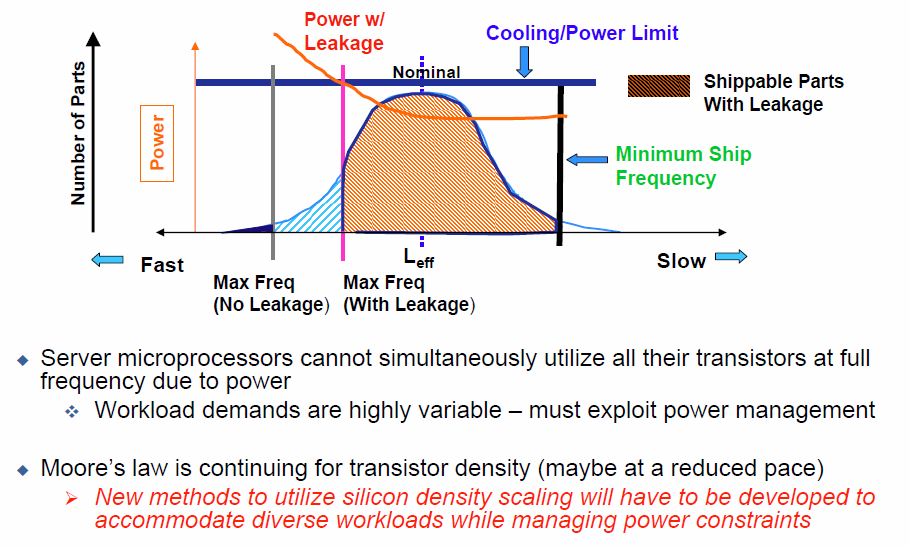 Power w/
Leakage
Cooling/Power Limit
Nominal
Number of Parts
Power
Shippable Parts
With Leakage
Minimum Ship
Frequency
Fast
Leff
Slow
Max Freq
(No Leakage)
Max Freq
(With Leakage)
Server microprocessors cannot simultaneously utilize all their transistors at full
frequency due to power
Workload demands are highly variable – must exploit power management
Moore's law is continuing for transistor density (maybe at a reduced pace)
New methods to utilize silicon density scaling will have to be developed to
accommodate diverse workloads while managing power constraints